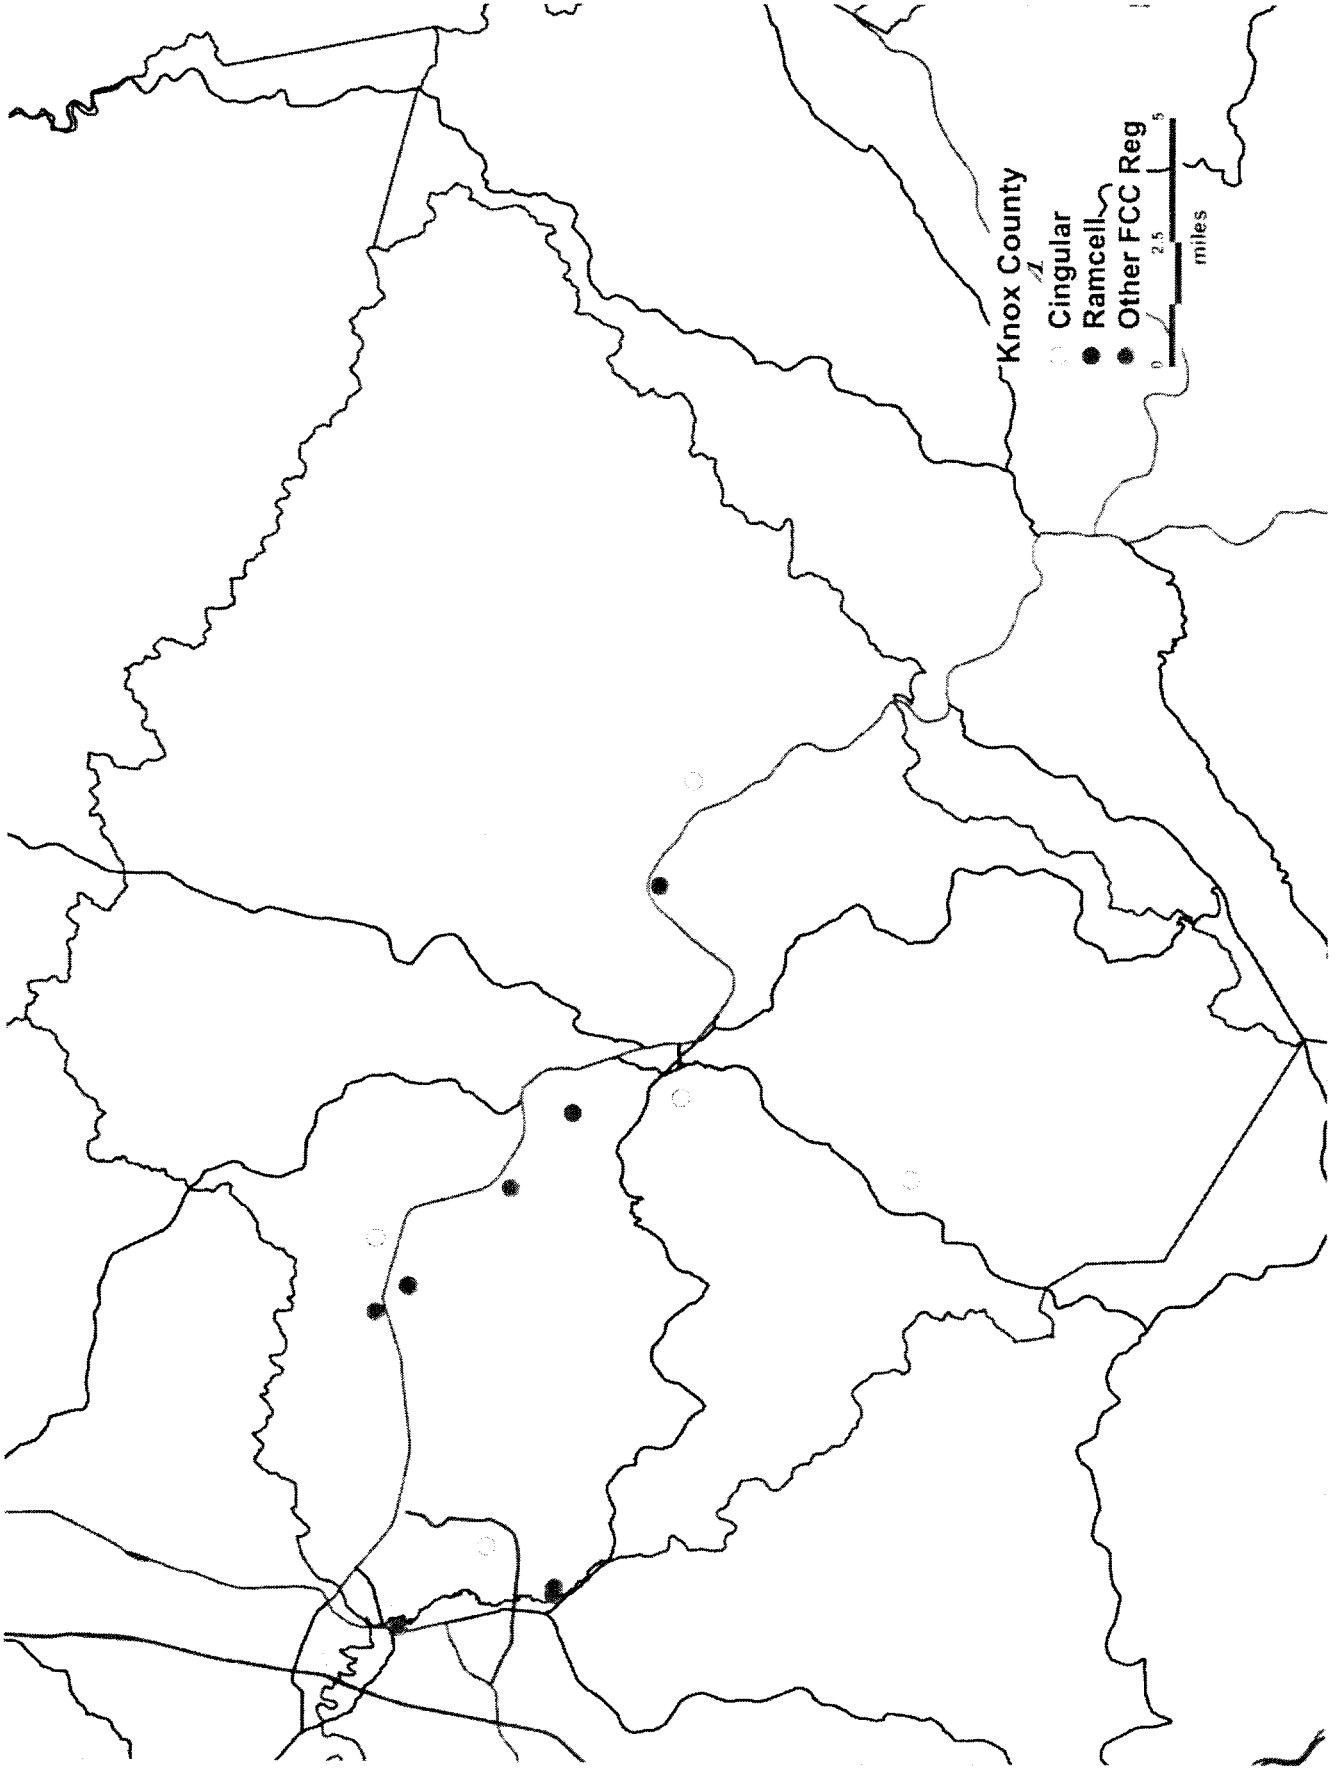 Knox County
Cingular
Ramcell
Other FCC Reg
0 2.5 5
miles